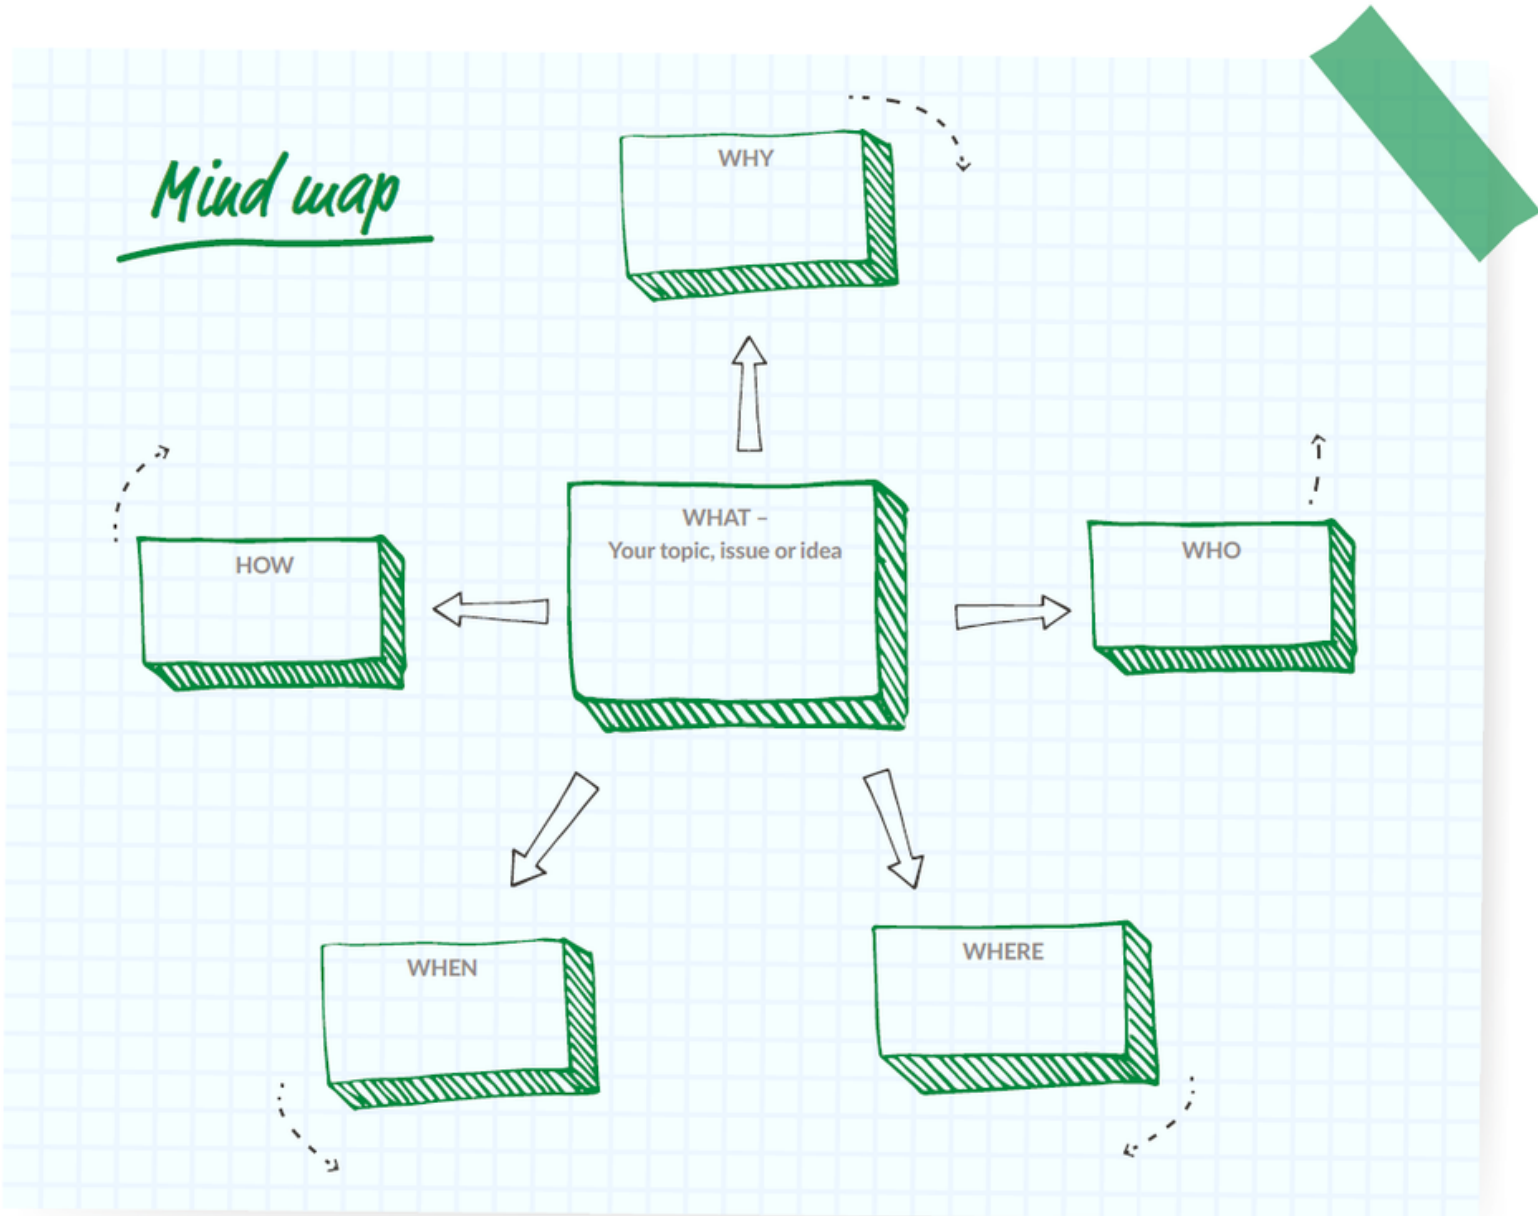 Mind map
WHY
WHAT –
Your topic, issue or idea
HOW
WHO
WHEN
WHERE